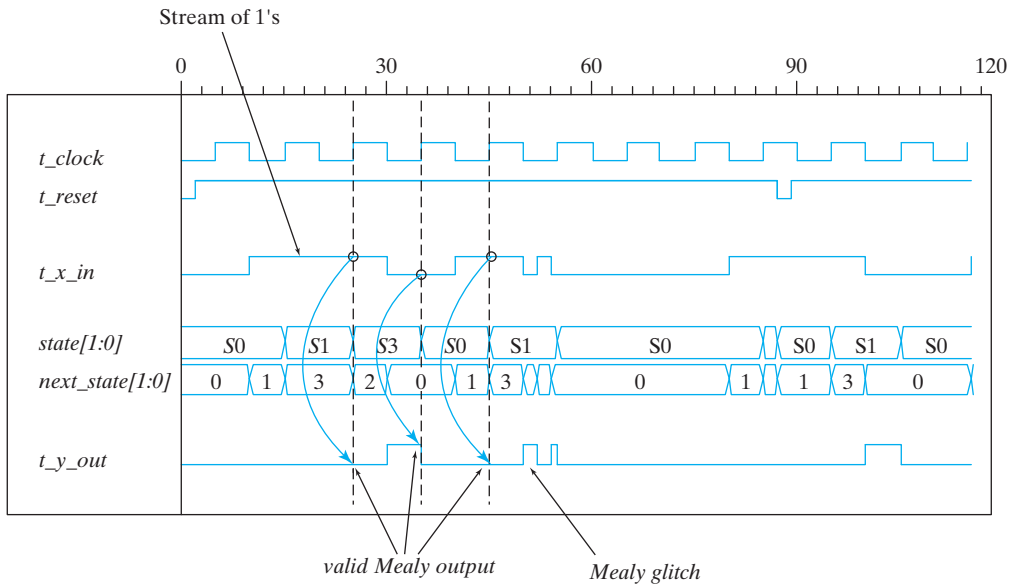 Stream of 1's
0 30 60 90 120
t_clock
t_reset
t_x_in
state[1:0] S0 S1 S3 S0 S1 S0 S0 S1 S0
next_state[1:0] 0 1 3 2 0 1 3 0 1 1 3 0
t_y_out
valid Mealy output
Mealy glitch